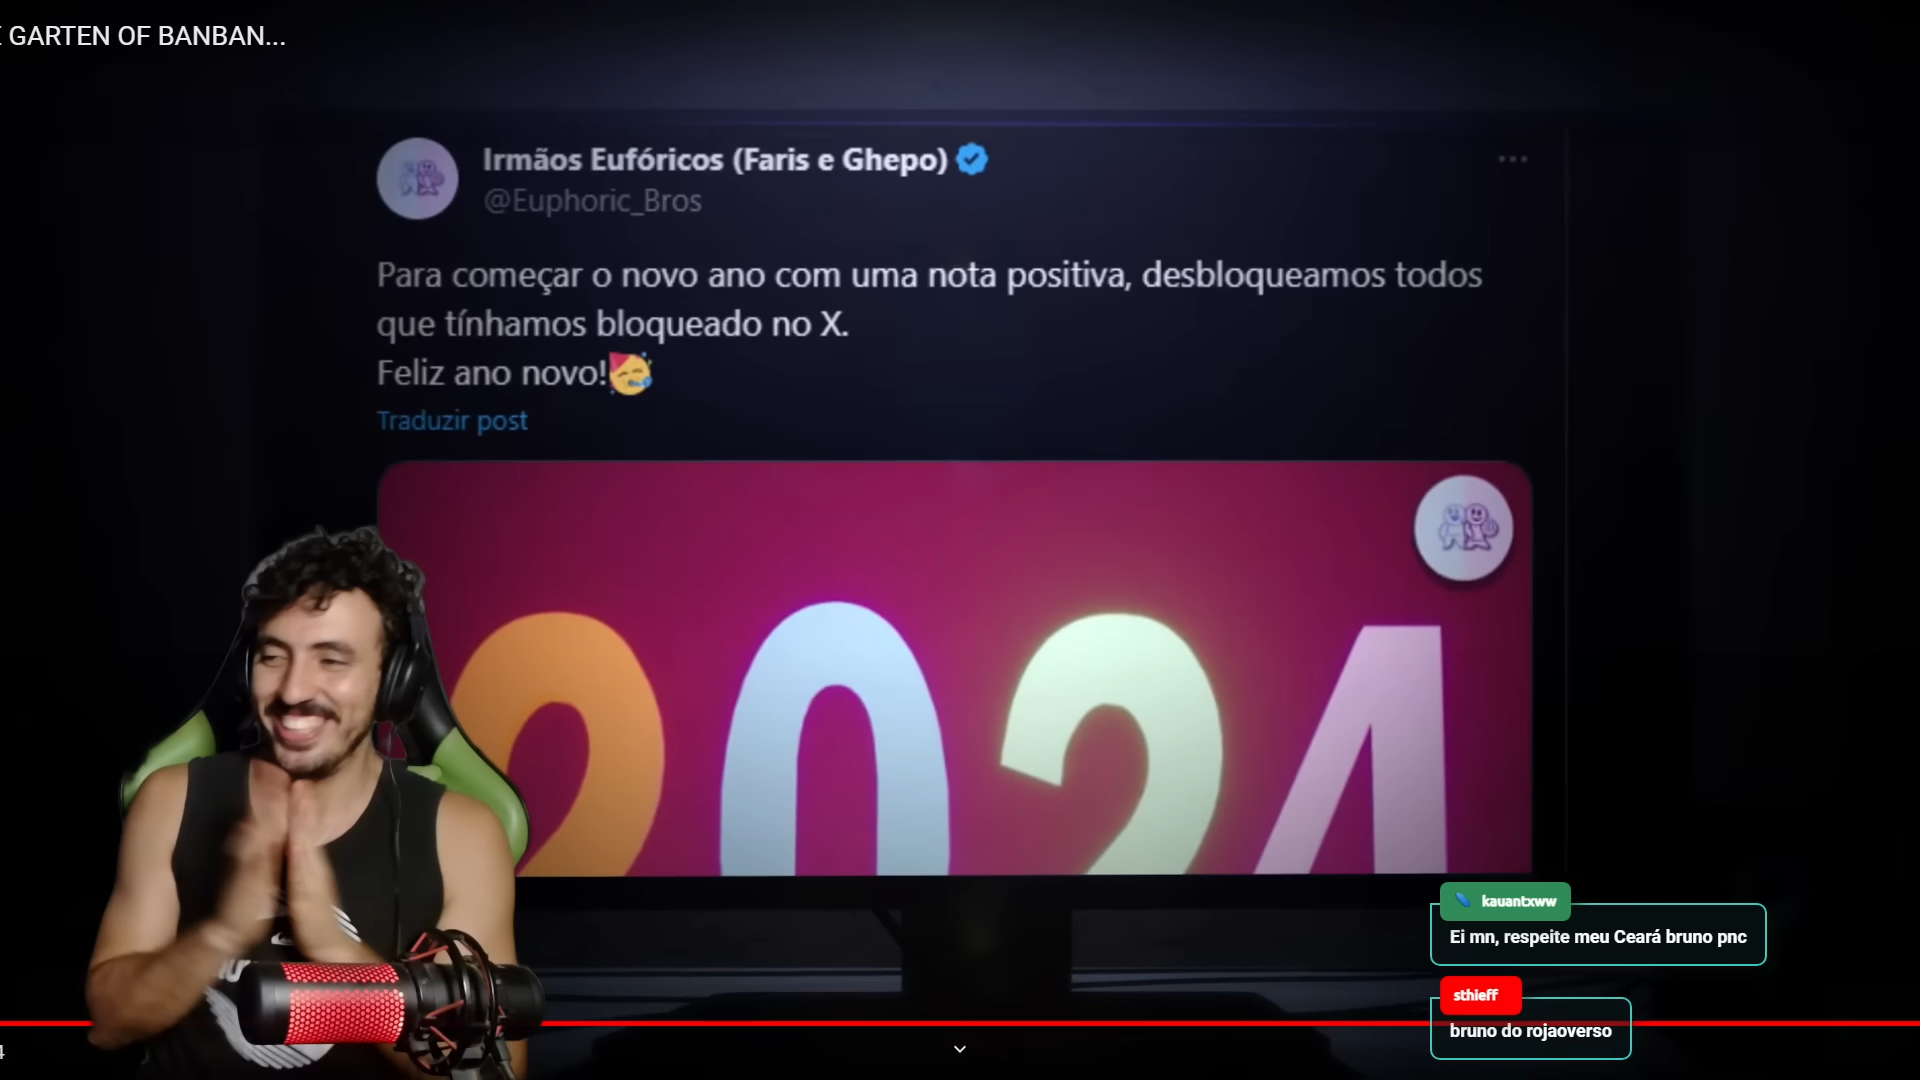 GARTEN OF BANBAN...
Irmãos Eufóricos (Faris e Ghepo)
@Euphoric_Bros
Para começar o novo ano com uma nota positiva, desbloqueamos todos
que tínhamos bloqueado no X.
Feliz ano novo!🥳
Traduzir post
2024
kauantxww
Ei mn, respeite meu Ceará bruno pnc
sthieff
bruno do rojaoverso
4